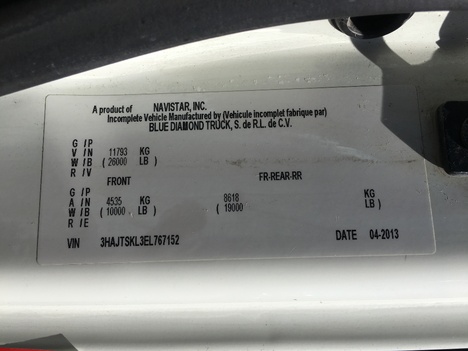 A product of NAVISTAR, INC.
Incomplete Vehicle Manufactured by (Vehicule incomplet fabrique par)
BLUE DIAMOND TRUCK, S. de R.L. de C.V.
G / P
V / N 11793 KG
W / B ( 26000 LB )
R / V
FRONT FR-REAR-RR
G / P
A / N 4535 KG 8618 KG
W / B ( 10000 LB ) ( 19000 LB )
R / E
VIN 3HAJTSKL3EL767152 DATE 04-2013